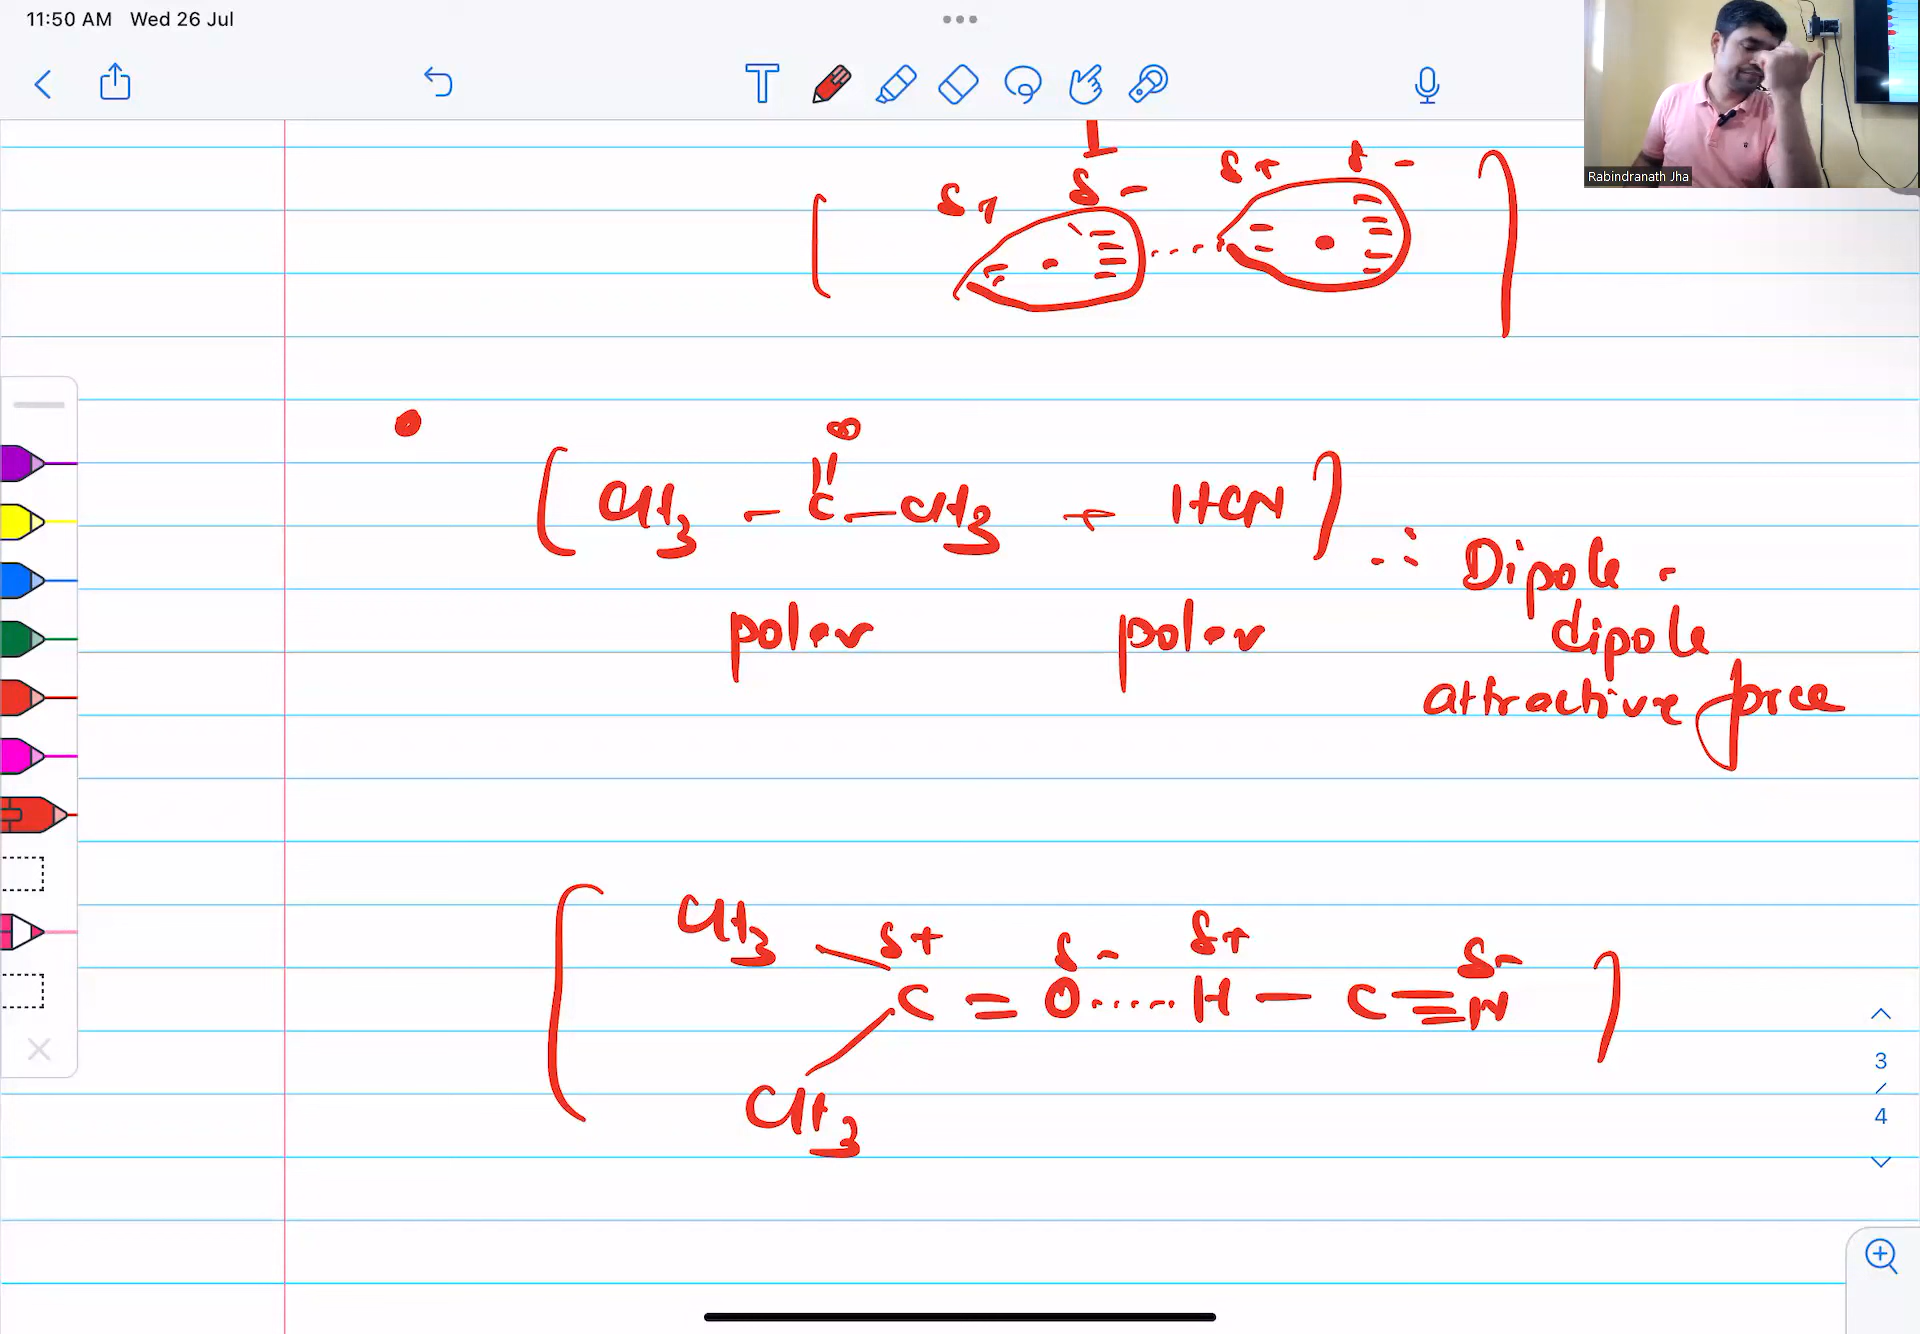 11:50 AM Wed 26 Jul
T
Rabindranath Jha
δ+ δ- δ+ δ-
O
[CH3 - C - CH3 + HCN] ∴ Dipole -
polar polar dipole
attractive force
CH3 δ+ δ- δ+ δ-
C = O ...... H - C ≡ N
CH3
3
/
4